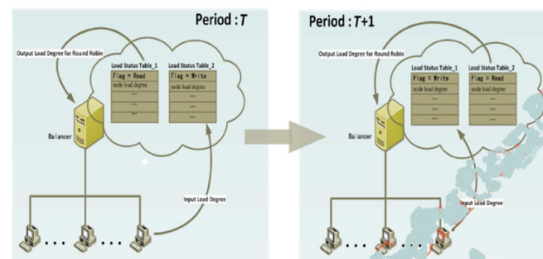 Period : T
Output Load Degree for Round Robin
Load Status Table_1
Load Status Table_2
Flag = Read
Flag = Write
node load degree
node load degree
...
...
...
...
...
...
Balancer
Input Load Degree
...
...
Period : T+1
Output Load Degree for Round Robin
Load Status Table_1
Load Status Table_2
Flag = Write
Flag = Read
node load degree
node load degree
...
...
...
...
...
...
Balancer
Input Load Degree
...
...